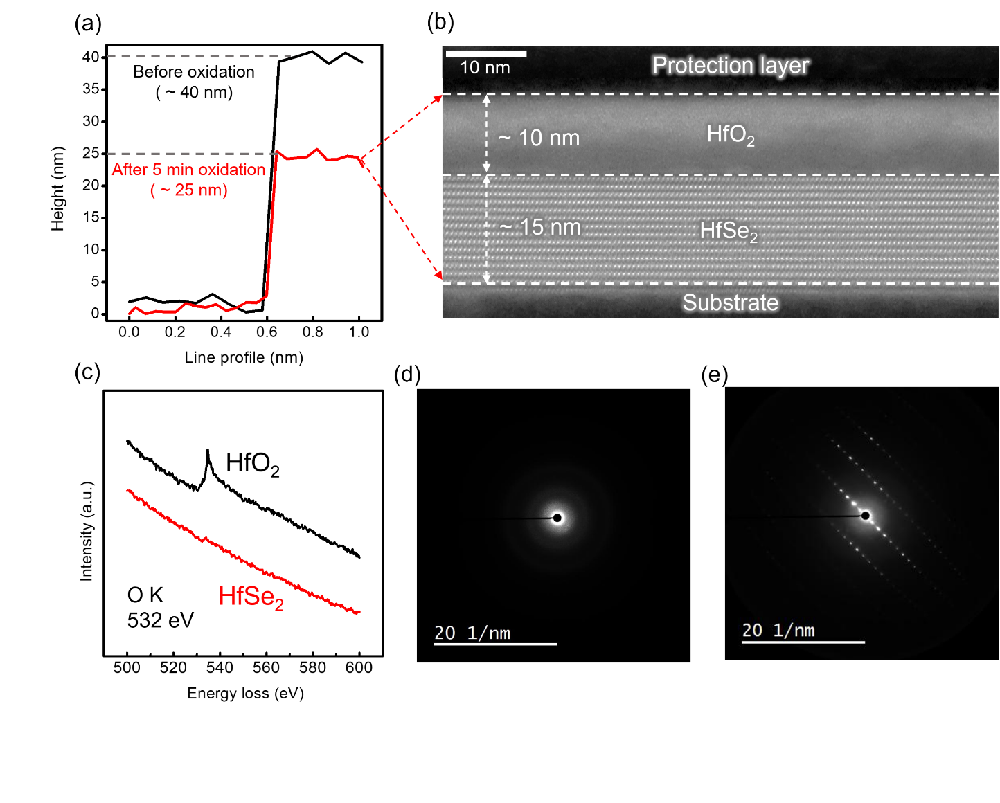 (a)
40
35
30
25
20
15
10
5
0
Height (nm)
Before oxidation
( ~ 40 nm)
After 5 min oxidation
( ~ 25 nm)
0.0 0.2 0.4 0.6 0.8 1.0
Line profile (nm)
(b)
10 nm
Protection layer
~ 10 nm
HfO₂
~ 15 nm
HfSe₂
Substrate
(c)
Intensity (a.u.)
HfO₂
HfSe₂
O K
532 eV
500 520 540 560 580 600
Energy loss (eV)
(d)
20 1/nm
(e)
20 1/nm